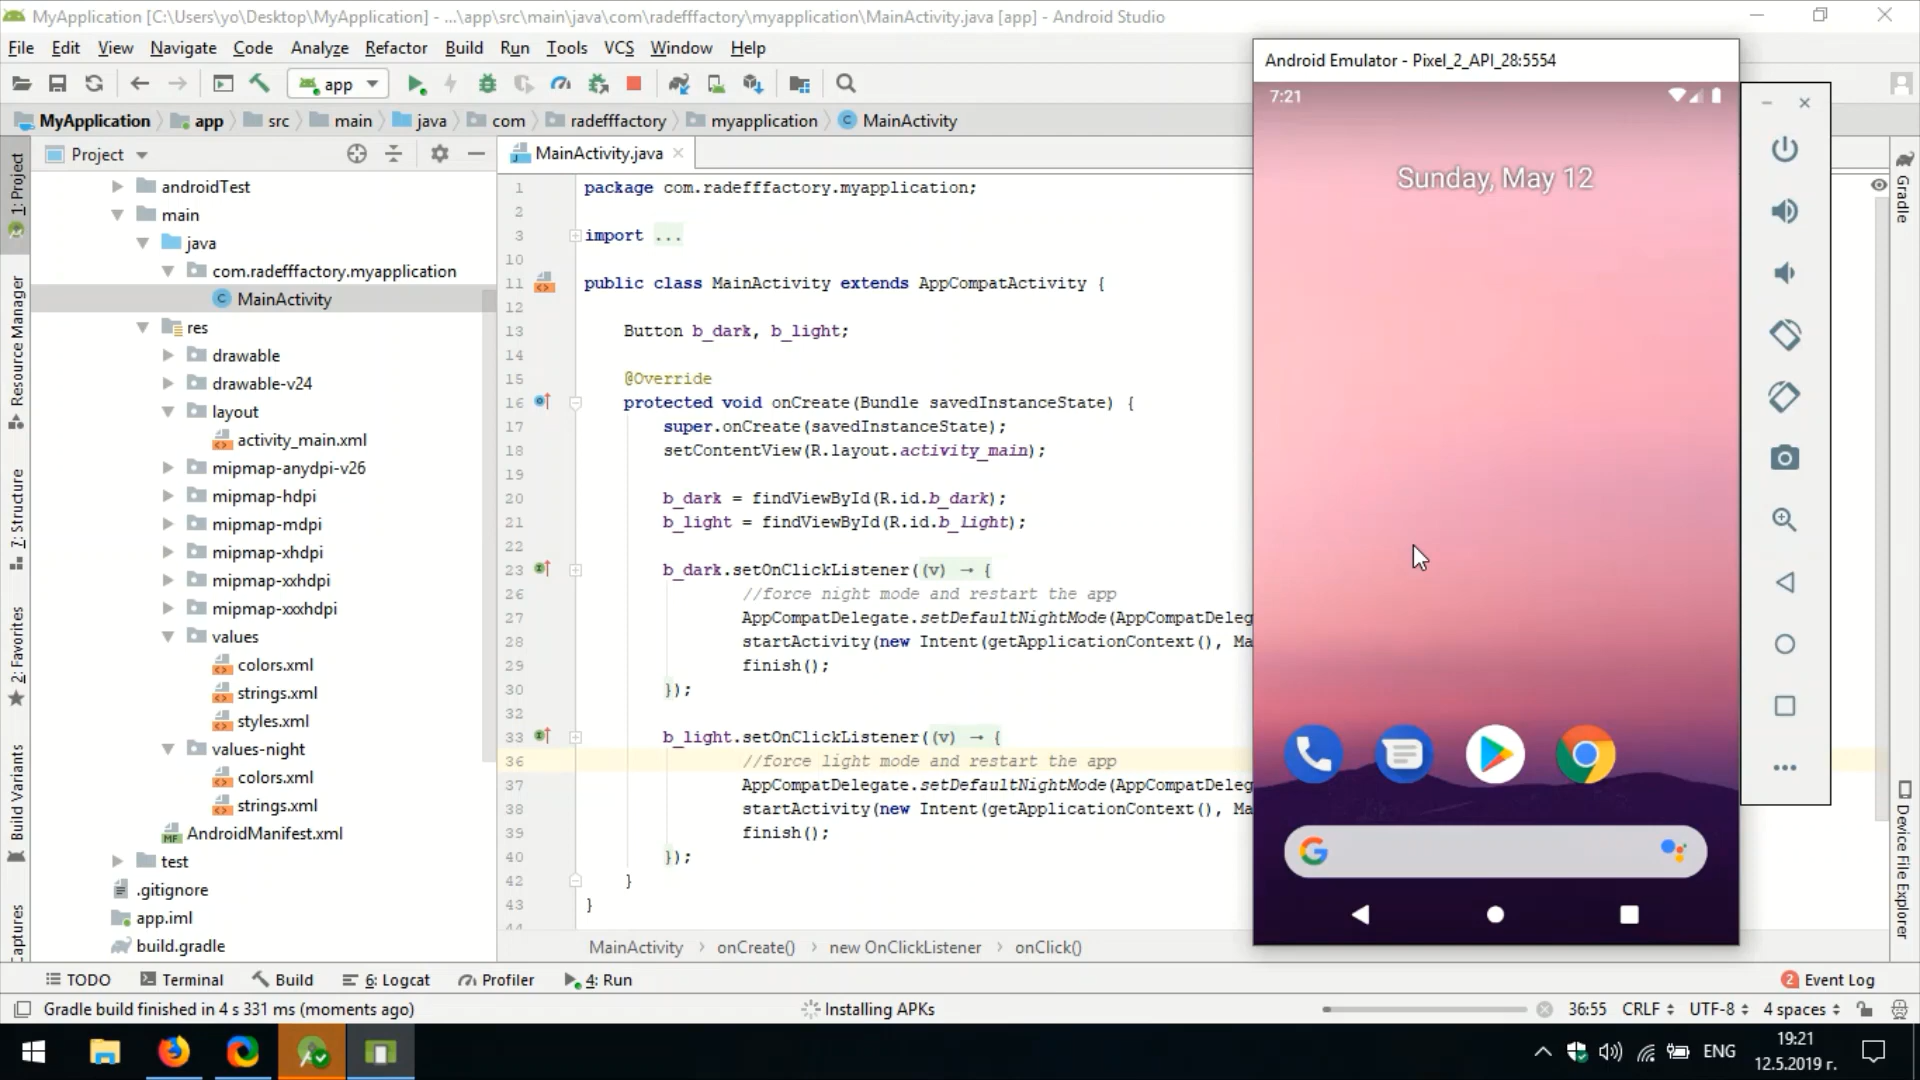 MyApplication [C:\Users\yo\Desktop\MyApplication] - ...\app\src\main\java\com\radefffactory\myapplication\MainActivity.java [app] - Android Studio
File Edit View Navigate Code Analyze Refactor Build Run Tools VCS Window Help
app
MyApplication app src main java com radefffactory myapplication MainActivity
Project
MainActivity.java
1: Project
Resource Manager
7: Structure
2: Favorites
Build Variants
Captures
androidTest
main
java
com.radefffactory.myapplication
MainActivity
res
drawable
drawable-v24
layout
activity_main.xml
mipmap-anydpi-v26
mipmap-hdpi
mipmap-mdpi
mipmap-xhdpi
mipmap-xxhdpi
mipmap-xxxhdpi
values
colors.xml
strings.xml
styles.xml
values-night
colors.xml
strings.xml
AndroidManifest.xml
test
.gitignore
app.iml
build.gradle
1 package com.radefffactory.myapplication;
2
3 import ...
10
11 public class MainActivity extends AppCompatActivity {
12
13 Button b_dark, b_light;
14
15 @Override
16 protected void onCreate(Bundle savedInstanceState) {
17 super.onCreate(savedInstanceState);
18 setContentView(R.layout.activity_main);
19
20 b_dark = findViewById(R.id.b_dark);
21 b_light = findViewById(R.id.b_light);
22
23 b_dark.setOnClickListener((v) → {
26 //force night mode and restart the app
27 AppCompatDelegate.setDefaultNightMode(AppCompatDeleg
28 startActivity(new Intent(getApplicationContext(), Ma
29 finish();
30 });
32
33 b_light.setOnClickListener((v) → {
36 //force light mode and restart the app
37 AppCompatDelegate.setDefaultNightMode(AppCompatDeleg
38 startActivity(new Intent(getApplicationContext(), Ma
39 finish();
40 });
42 }
43 }
44
MainActivity › onCreate() › new OnClickListener › onClick()
Android Emulator - Pixel_2_API_28:5554
7:21
Sunday, May 12
G
Gradle
Device File Explorer
TODO Terminal Build 6: Logcat Profiler 4: Run
2 Event Log
Gradle build finished in 4 s 331 ms (moments ago)
Installing APKs
36:55 CRLF UTF-8 4 spaces
ENG
19:21
12.5.2019 г.